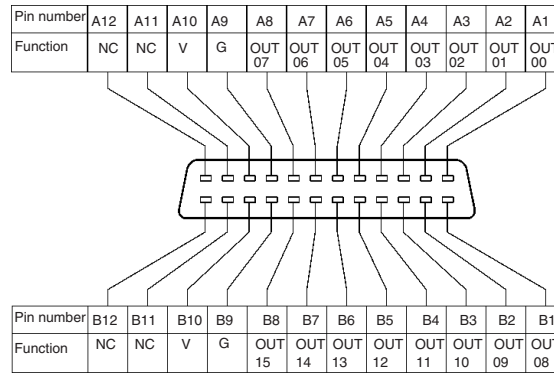 Pin number A12 A11 A10 A9 A8 A7 A6 A5 A4 A3 A2 A1
Function NC NC V G OUT 07 OUT 06 OUT 05 OUT 04 OUT 03 OUT 02 OUT 01 OUT 00
Pin number B12 B11 B10 B9 B8 B7 B6 B5 B4 B3 B2 B1
Function NC NC V G OUT 15 OUT 14 OUT 13 OUT 12 OUT 11 OUT 10 OUT 09 OUT 08